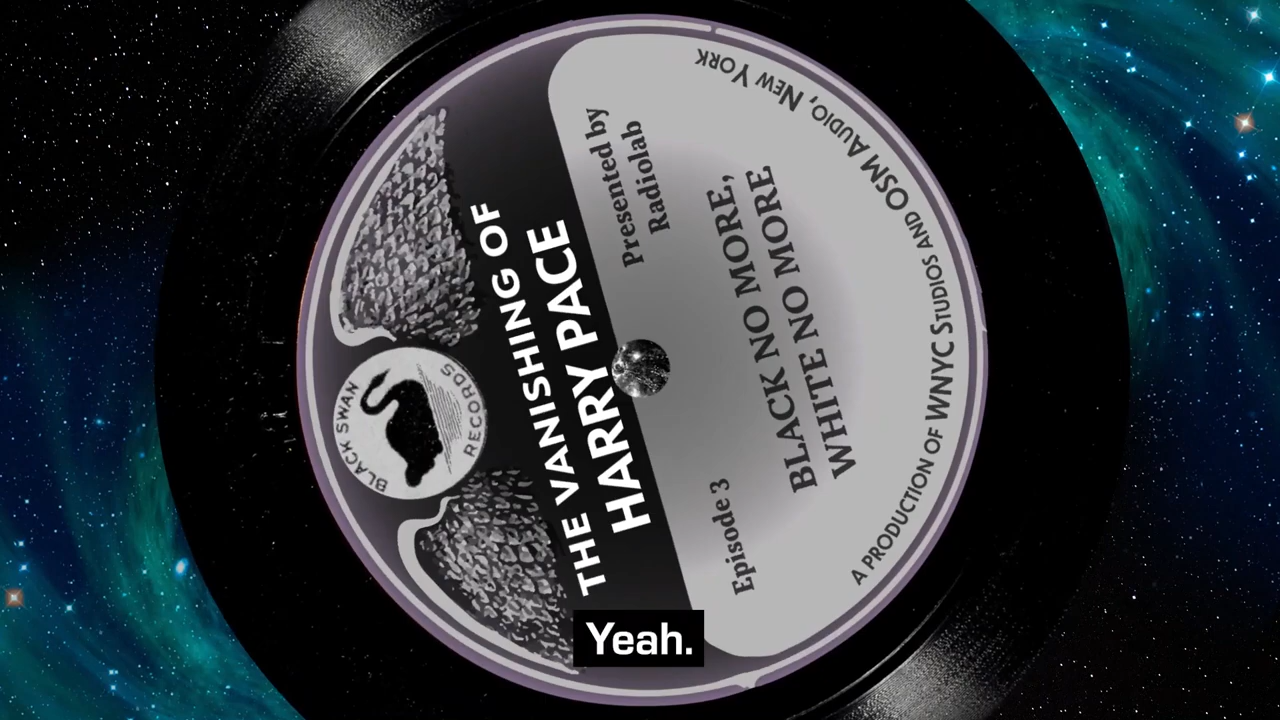 BLACK SWAN
RECORDS
THE VANISHING OF
HARRY PACE
Presented by
Radiolab
Episode 3
BLACK NO MORE,
WHITE NO MORE
A PRODUCTION OF WNYC STUDIOS AND OSM AUDIO, NEW YORK
Yeah.